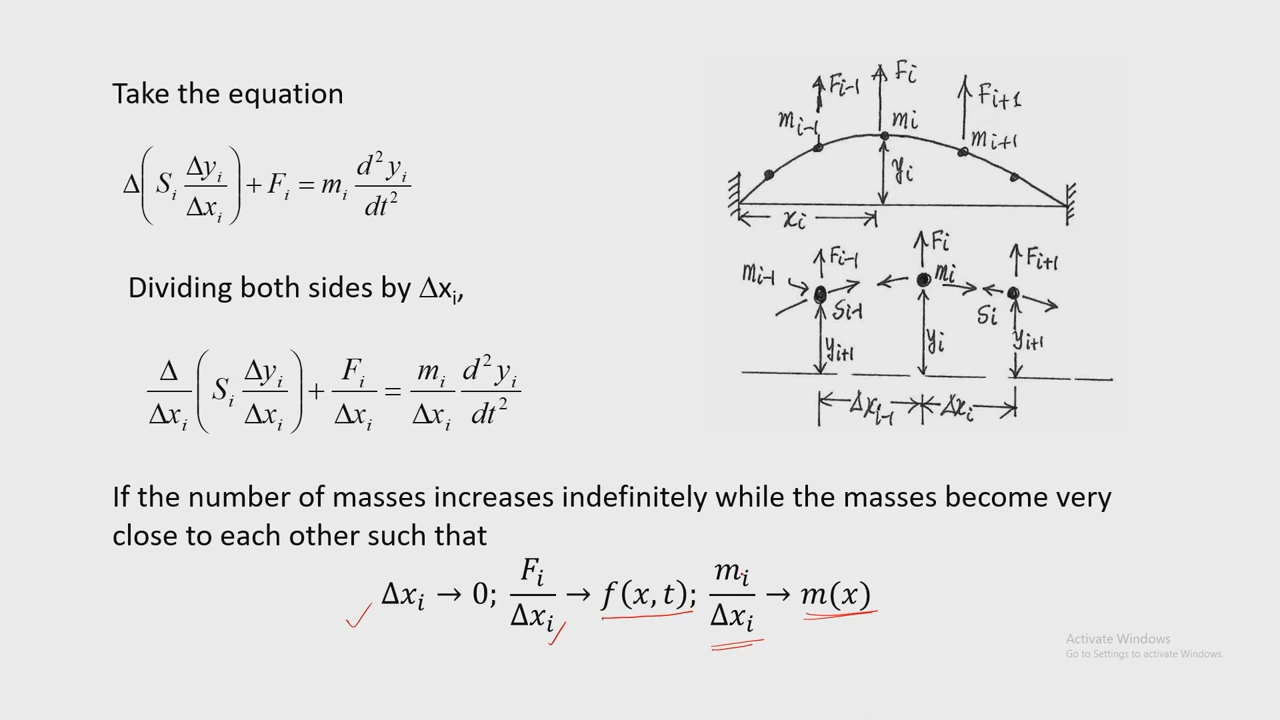 Take the equation
Δ(S_i Δy_i/Δx_i) + F_i = m_i d²y_i/dt²
Dividing both sides by Δx_i,
Δ/Δx_i (S_i Δy_i/Δx_i) + F_i/Δx_i = m_i/Δx_i d²y_i/dt²
If the number of masses increases indefinitely while the masses become very
close to each other such that
Δx_i → 0; F_i/Δx_i → f(x, t); m_i/Δx_i → m(x)
F_i-1 F_i F_i+1
m_i-1 m_i m_i+1
y_i
x_i
F_i-1 F_i F_i+1
m_i-1 m_i
S_i-1 S_i
y_i+1 y_i y_i+1
Δx_i-1 Δx_i
Activate Windows
Go to Settings to activate Windows.